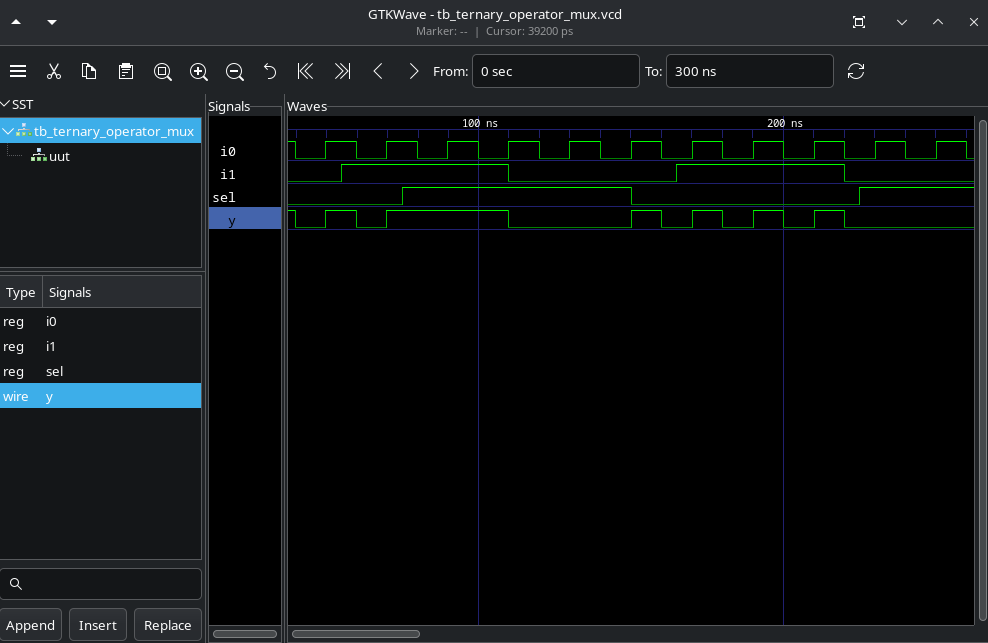 GTKWave - tb_ternary_operator_mux.vcd
Marker: -- | Cursor: 39200 ps
From: 0 sec To: 300 ns
SST
tb_ternary_operator_mux
uut
Signals
Waves
100 ns 200 ns
i0
i1
sel
y
Type Signals
reg i0
reg i1
reg sel
wire y
Append Insert Replace